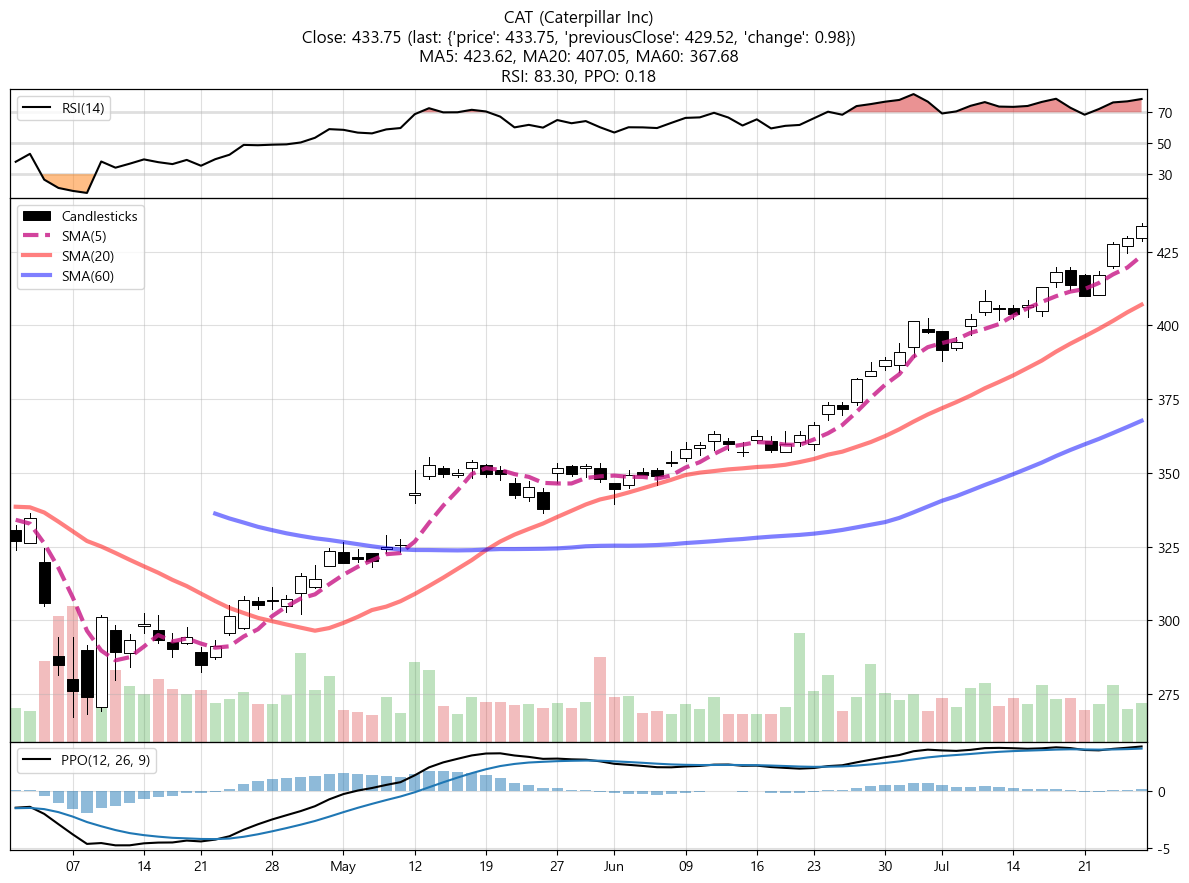 CAT (Caterpillar Inc)
Close: 433.75 (last: {'price': 433.75, 'previousClose': 429.52, 'change': 0.98})
MA5: 423.62, MA20: 407.05, MA60: 367.68
RSI: 83.30, PPO: 0.18
RSI(14)
70
50
30
Candlesticks
SMA(5)
SMA(20)
SMA(60)
425
400
375
350
325
300
275
PPO(12, 26, 9)
0
-5
07 14 21 28 May 12 19 27 Jun 09 16 23 30 Jul 14 21